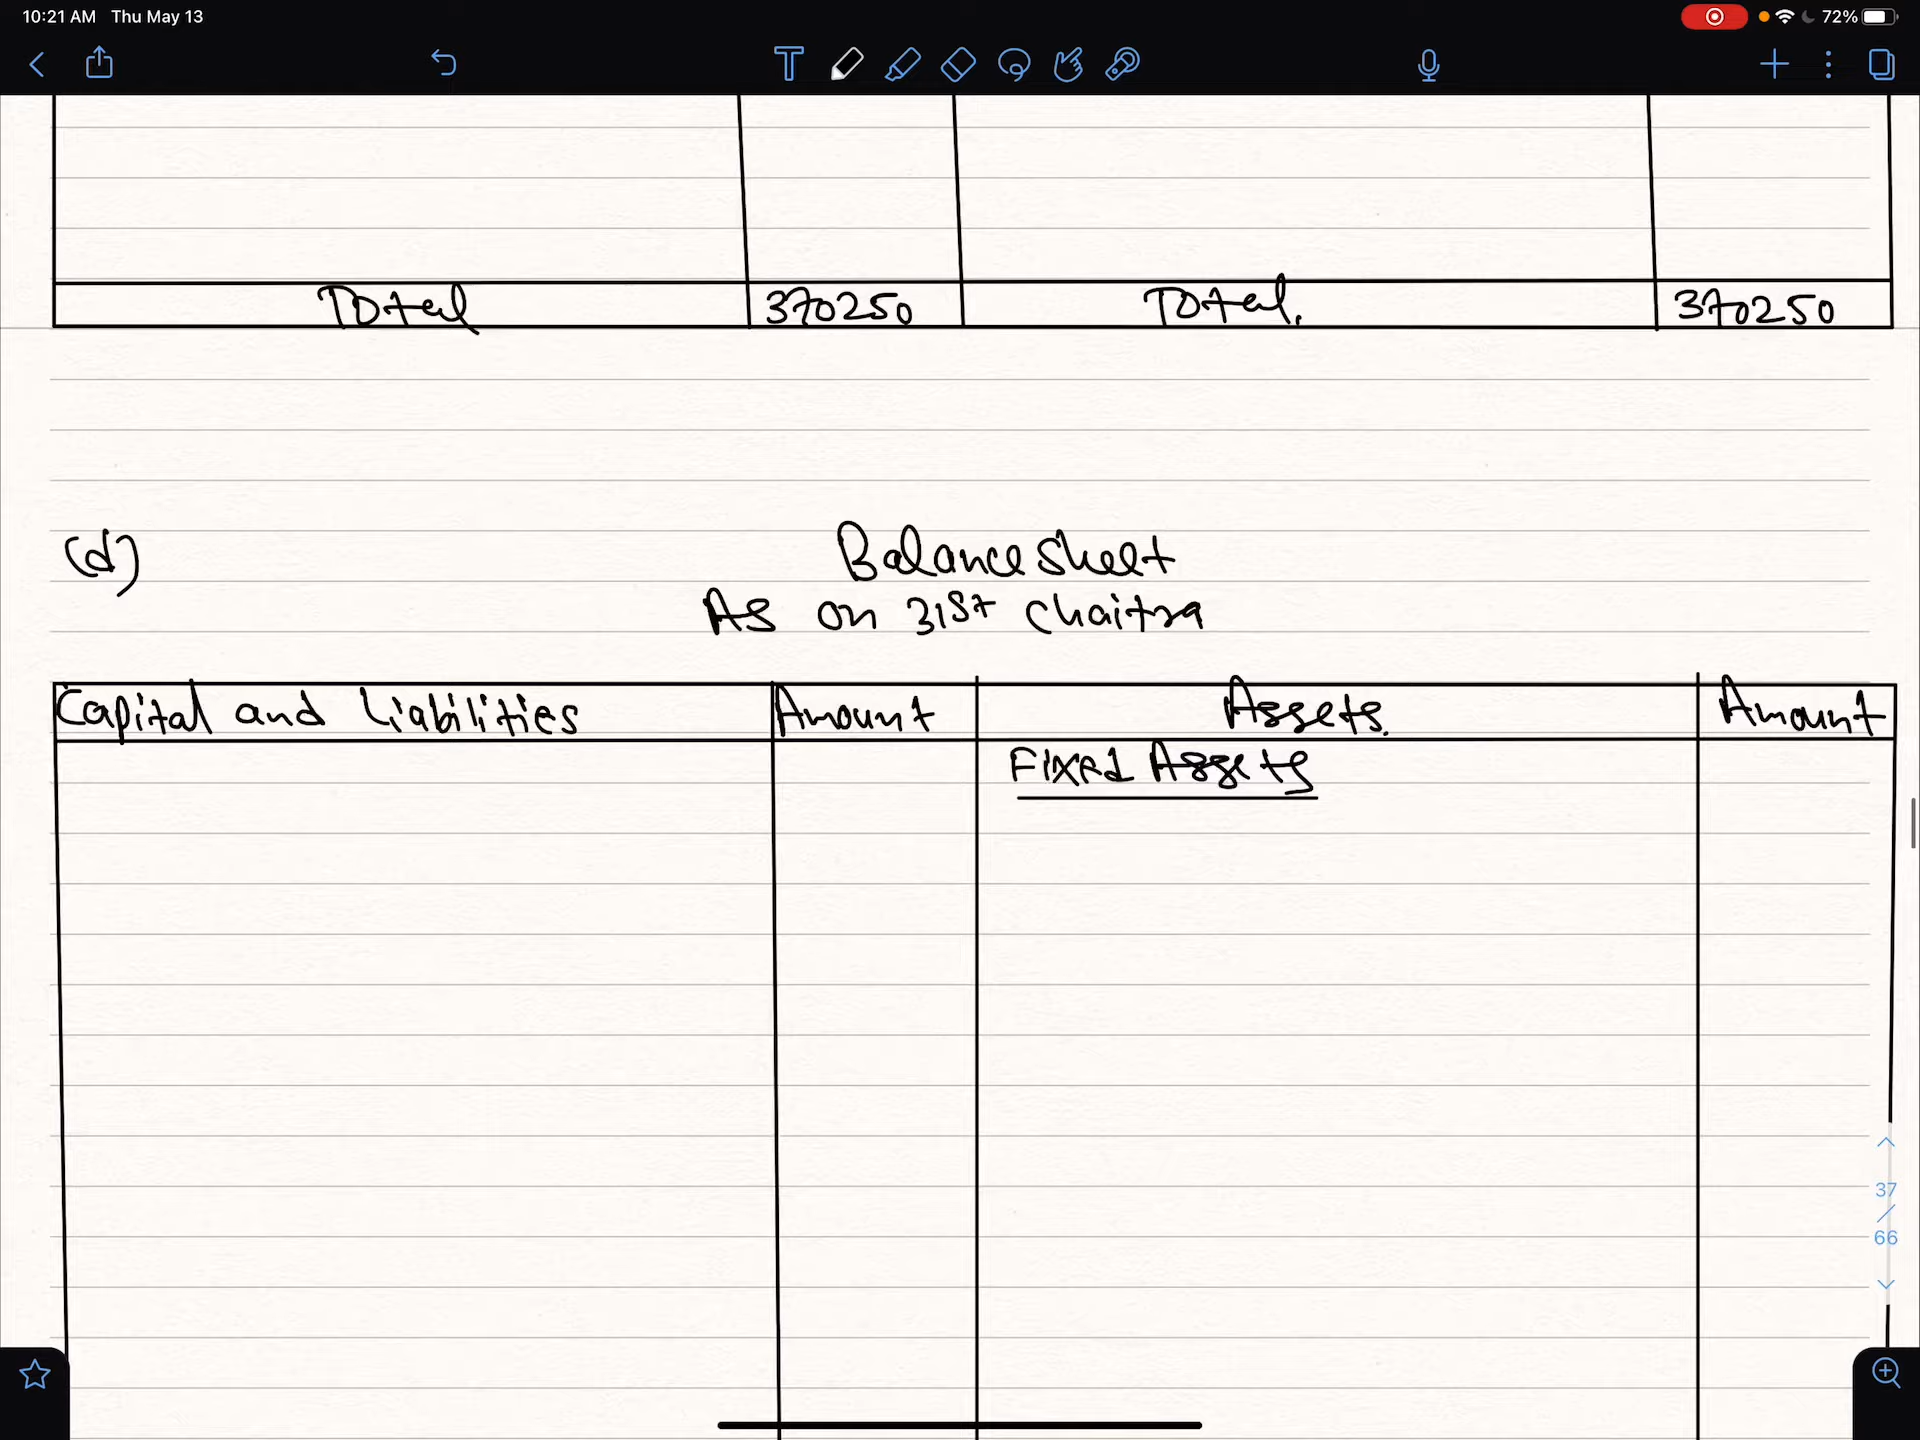 10:21 AM Thu May 13
72%
Total 370250 Total. 370250
(d) Balance Sheet
As on 31st Chaitra
Capital and Liabilities Amount Assets. Amount
Fixed Assets
37
/
66